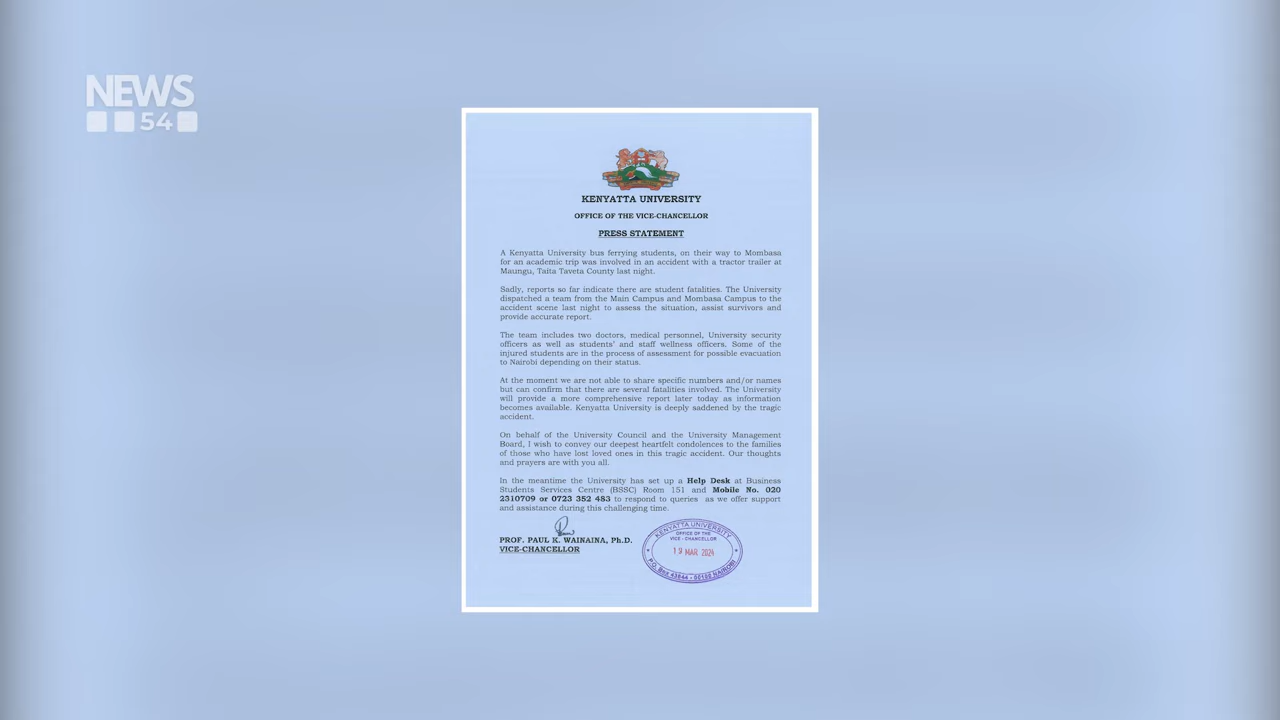 NEWS
54
KENYATTA UNIVERSITY
OFFICE OF THE VICE-CHANCELLOR
PRESS STATEMENT
A Kenyatta University bus ferrying students, on their way to Mombasa
for an academic trip was involved in an accident with a tractor trailer at
Maungu, Taita Taveta County last night.
Sadly, reports so far indicate there are student fatalities. The University
dispatched a team from the Main Campus and Mombasa Campus to the
accident scene last night to assess the situation, assist survivors and
provide accurate report.
The team includes two doctors, medical personnel, University security
officers as well as students' and staff wellness officers. Some of the
injured students are in the process of assessment for possible evacuation
to Nairobi depending on their status.
At the moment we are not able to share specific numbers and/or names
but can confirm that there are several fatalities involved. The University
will provide a more comprehensive report later today as information
becomes available. Kenyatta University is deeply saddened by the tragic
accident.
On behalf of the University Council and the University Management
Board, I wish to convey our deepest heartfelt condolences to the families
of those who have lost loved ones in this tragic accident. Our thoughts
and prayers are with you all.
In the meantime the University has set up a Help Desk at Business
Students Services Centre (BSSC) Room 151 and Mobile No. 020
2310709 or 0723 352 483 to respond to queries as we offer support
and assistance during this challenging time.
PROF. PAUL K. WAINAINA, Ph.D.
VICE-CHANCELLOR
KENYATTA UNIVERSITY
OFFICE OF THE
VICE - CHANCELLOR
19 MAR 2024
P.O. Box 43844 - 00100 NAIROBI